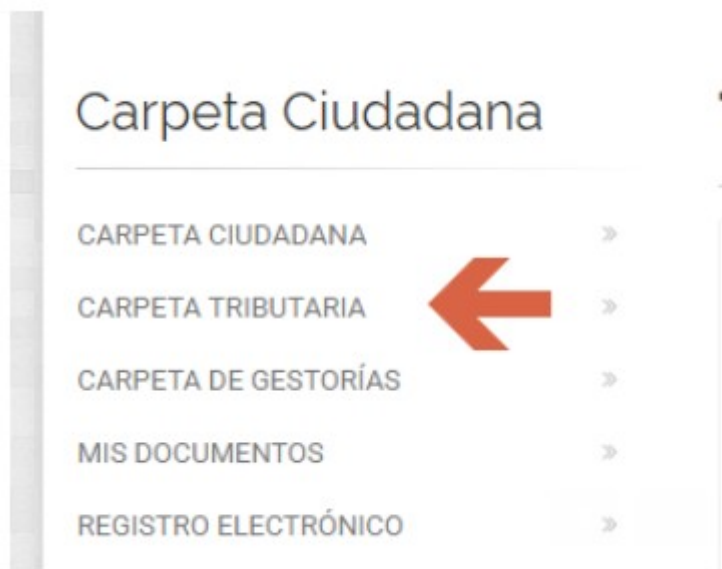 Carpeta Ciudadana
CARPETA CIUDADANA
CARPETA TRIBUTARIA
CARPETA DE GESTORÍAS
MIS DOCUMENTOS
REGISTRO ELECTRÓNICO